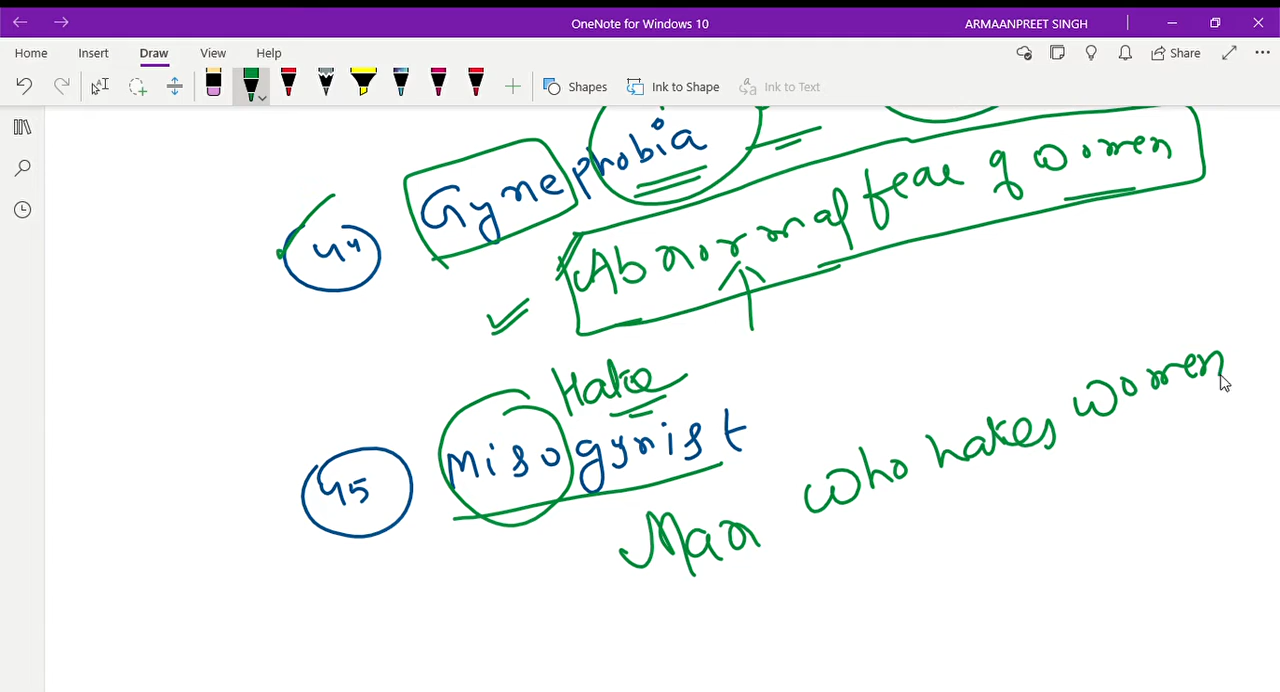 OneNote for Windows 10
ARMAANPREET SINGH
Home Insert Draw View Help
Share
Shapes Ink to Shape Ink to Text
44 Gynephobia
Abnormal fear of women
Hate
45 Misogynist
Man who hates women